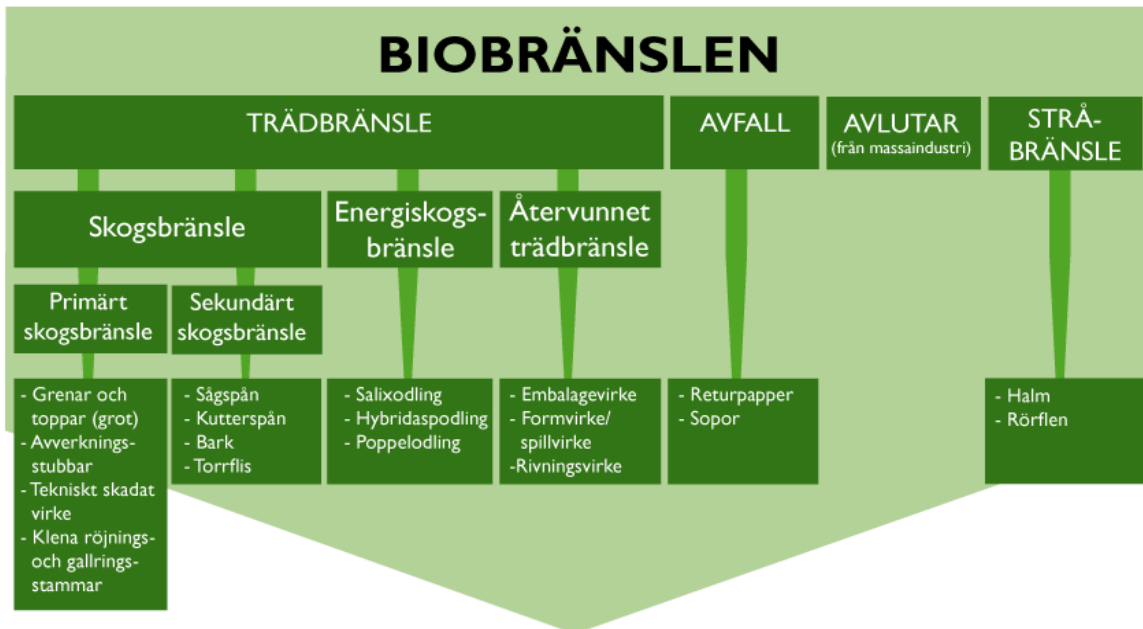 BIOBRÄNSLEN
TRÄDBRÄNSLE
AVFALL
AVLUTAR
(från massaindustri)
STRÅ-
BRÄNSLE
Skogsbränsle
Energiskogs-
bränsle
Återvunnet
trädbränsle
Primärt
skogsbränsle
Sekundärt
skogsbränsle
- Grenar och
toppar (grot)
- Avverknings-
stubbar
- Tekniskt skadat
virke
- Klena röjnings-
och gallrings-
stammar
- Sågspån
- Kutterspån
- Bark
- Torrflis
- Salixodling
- Hybridaspodling
- Poppelodling
- Embalagevirke
- Formvirke/
spillvirke
-Rivningsvirke
- Returpapper
- Sopor
- Halm
- Rörflen